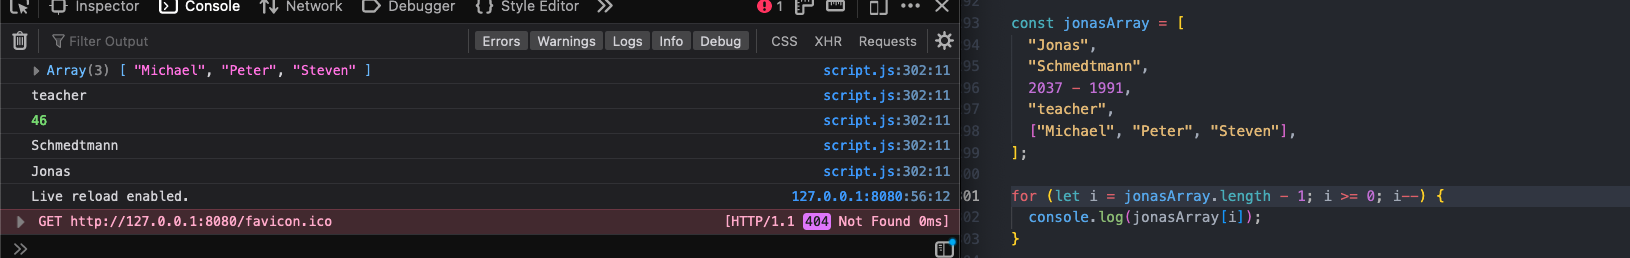 Inspector Console Network Debugger Style Editor 1
Filter Output Errors Warnings Logs Info Debug CSS XHR Requests
Array(3) [ "Michael", "Peter", "Steven" ] script.js:302:11
teacher script.js:302:11
46 script.js:302:11
Schmedtmann script.js:302:11
Jonas script.js:302:11
Live reload enabled. 127.0.0.1:8080:56:12
GET http://127.0.0.1:8080/favicon.ico [HTTP/1.1 404 Not Found 0ms]
92
93 const jonasArray = [
94 "Jonas",
95 "Schmedtmann",
96 2037 - 1991,
97 "teacher",
98 ["Michael", "Peter", "Steven"],
99 ];
00
301 for (let i = jonasArray.length - 1; i >= 0; i--) {
02 console.log(jonasArray[i]);
03 }